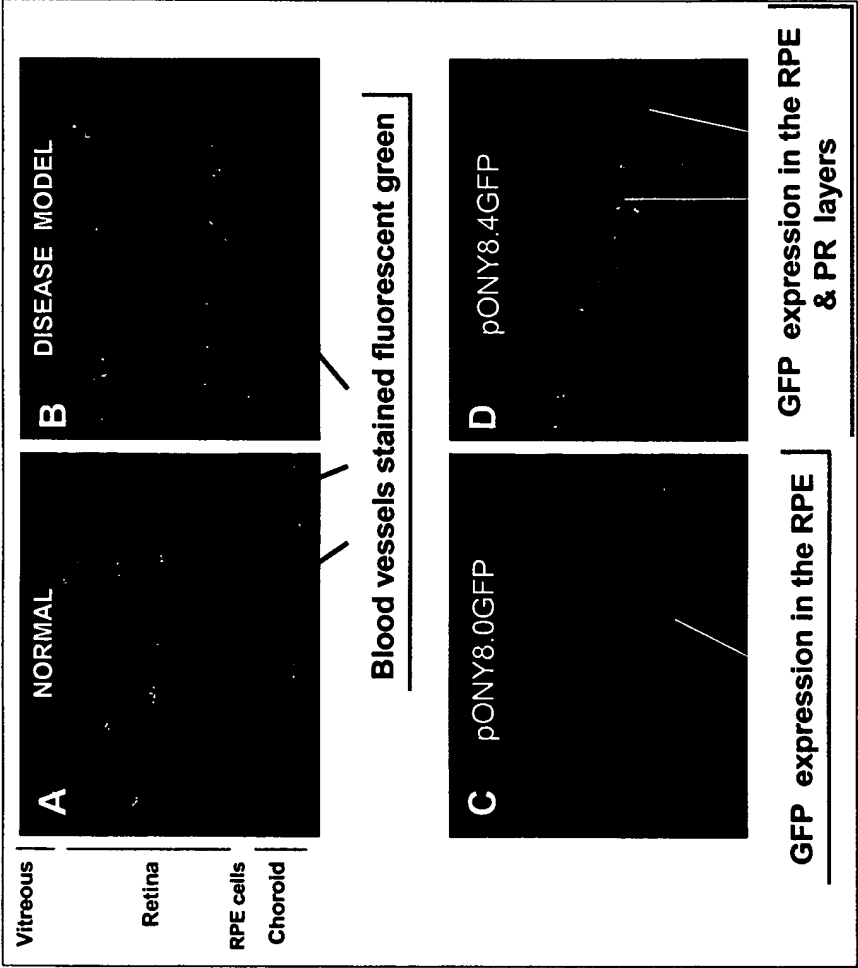 Vitreous
Retina
RPE cells
Choroid
A
NORMAL
B
DISEASE MODEL
Blood vessels stained fluorescent green
C
pONY8.0GFP
D
pONY8.4GFP
GFP expression in the RPE
GFP expression in the RPE
& PR layers